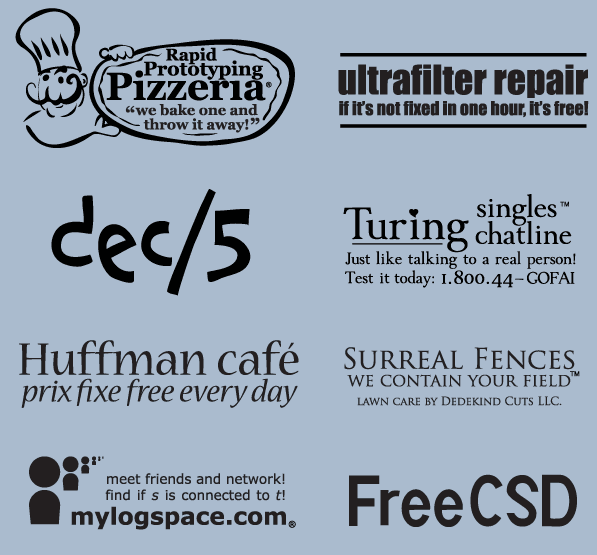 Rapid
Prototyping
Pizzeria®
“we bake one and
throw it away!”
ultrafilter repair
if it's not fixed in one hour, it's free!
dec/5
Turing singles™
chatline
Just like talking to a real person!
Test it today: 1.800.44-GOFAI
Huffman café
prix fixe free every day
SURREAL FENCES
WE CONTAIN YOUR FIELD™
LAWN CARE BY DEDEKIND CUTS LLC.
meet friends and network!
find if s is connected to t!
mylogspace.com®
FreeCSD